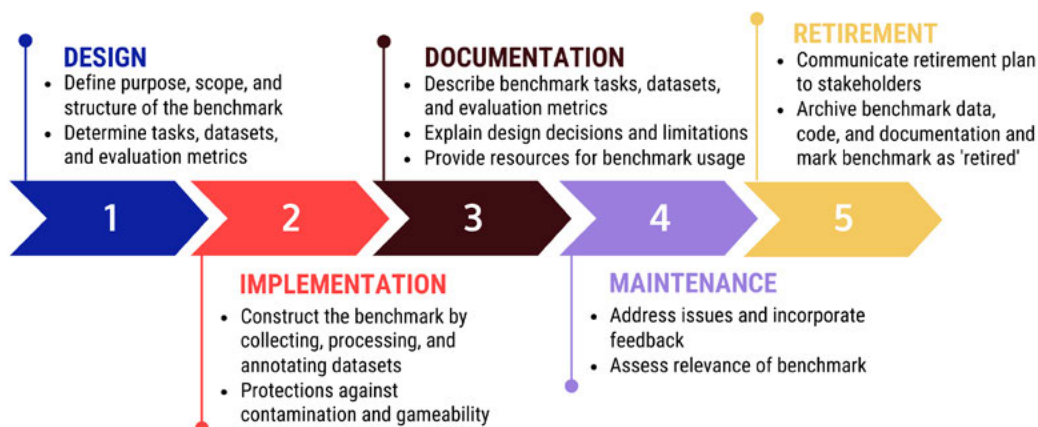 DESIGN
• Define purpose, scope, and
structure of the benchmark
• Determine tasks, datasets,
and evaluation metrics
DOCUMENTATION
• Describe benchmark tasks, datasets,
and evaluation metrics
• Explain design decisions and limitations
• Provide resources for benchmark usage
RETIREMENT
• Communicate retirement plan
to stakeholders
• Archive benchmark data,
code, and documentation and
mark benchmark as 'retired'
1
2
3
4
5
IMPLEMENTATION
• Construct the benchmark by
collecting, processing, and
annotating datasets
• Protections against
contamination and gameability
MAINTENANCE
• Address issues and incorporate
feedback
• Assess relevance of benchmark